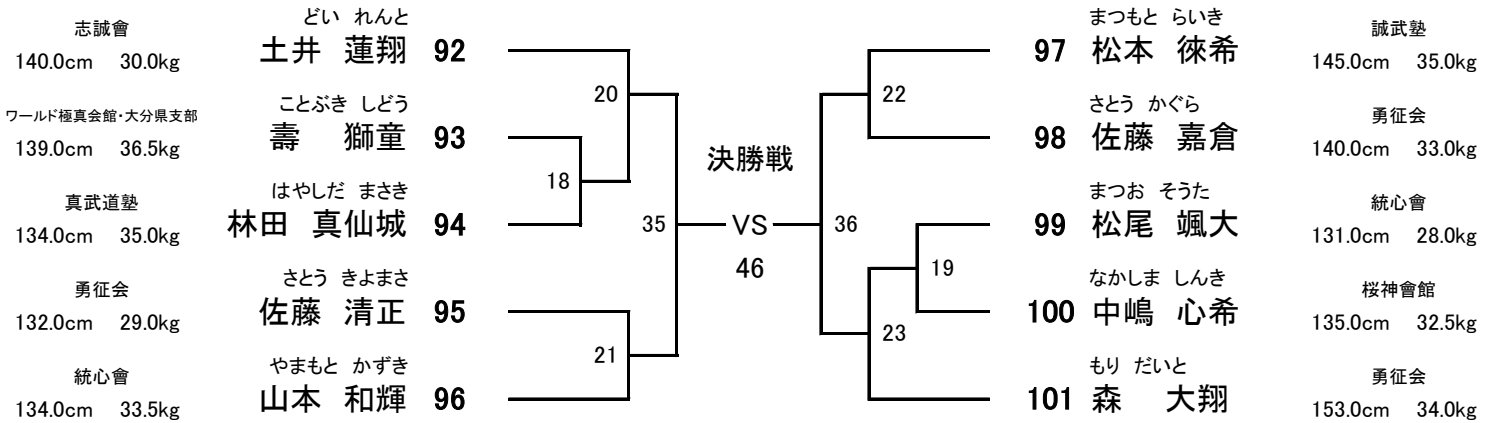 志誠會
140.0cm 30.0kg
どい れんと
土井 蓮翔 92
ワールド極真会館・大分県支部
139.0cm 36.5kg
ことぶき しどう
壽 獅童 93
真武道塾
134.0cm 35.0kg
はやしだ まさき
林田 真仙城 94
勇征会
132.0cm 29.0kg
さとう きよまさ
佐藤 清正 95
統心會
134.0cm 33.5kg
やまもと かずき
山本 和輝 96
20
18
35
21
決勝戦
VS
46
22
36
19
23
まつもと らいき
97 松本 徠希
誠武塾
145.0cm 35.0kg
さとう かぐら
98 佐藤 嘉倉
勇征会
140.0cm 33.0kg
まつお そうた
99 松尾 颯大
統心會
131.0cm 28.0kg
なかしま しんき
100 中嶋 心希
桜神會館
135.0cm 32.5kg
もり だいと
101 森 大翔
勇征会
153.0cm 34.0kg